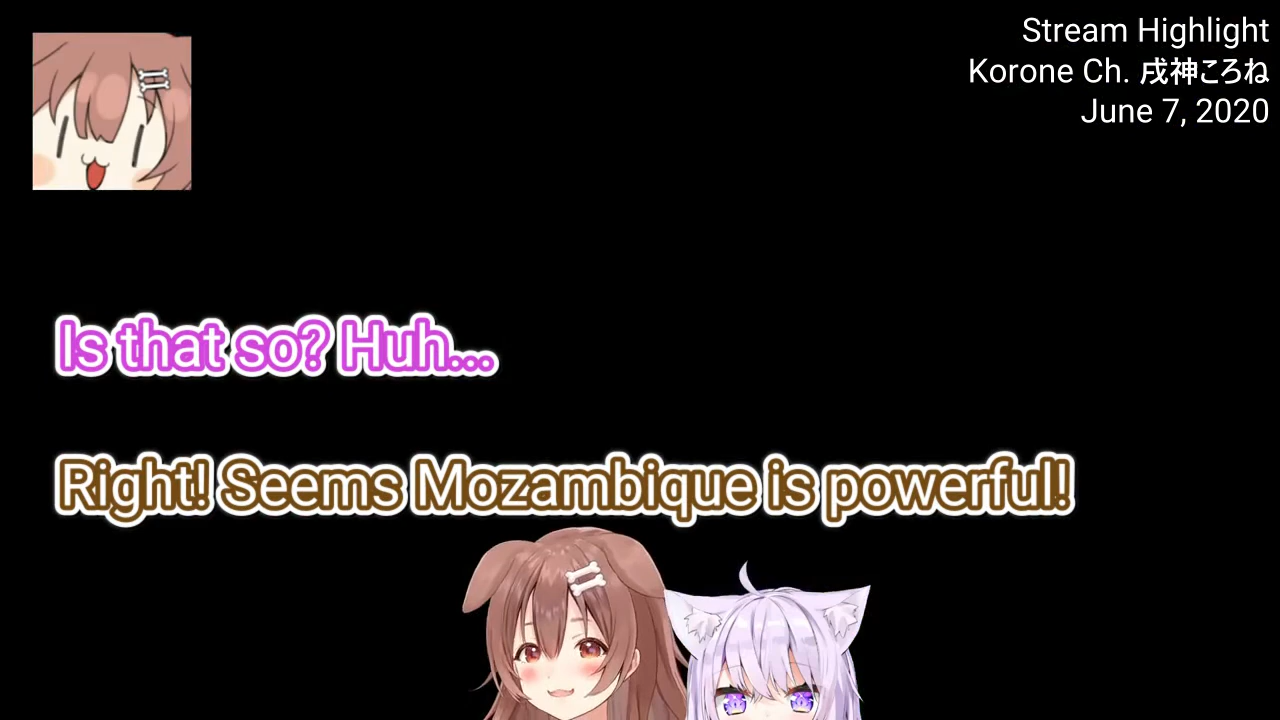 Stream Highlight
Korone Ch. 戌神ころね
June 7, 2020
Is that so? Huh...
Right! Seems Mozambique is powerful!